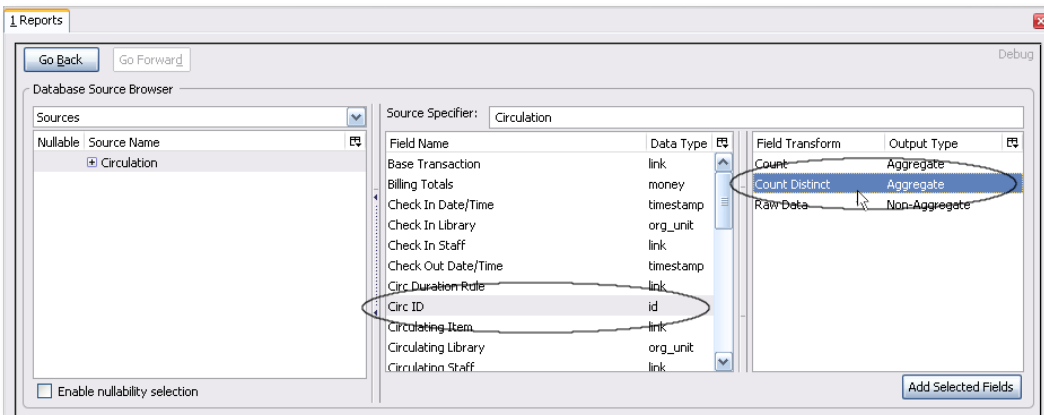 1 Reports
Go Back Go Forward Debug
Database Source Browser
Sources
Nullable Source Name
Circulation
Enable nullability selection
Source Specifier: Circulation
Field Name Data Type
Base Transaction link
Billing Totals money
Check In Date/Time timestamp
Check In Library org_unit
Check In Staff link
Check Out Date/Time timestamp
Circ Duration Rule link
Circ ID id
Circulating Item link
Circulating Library org_unit
Circulating Staff link
Field Transform Output Type
Count Aggregate
Count Distinct Aggregate
Raw Data Non-Aggregate
Add Selected Fields